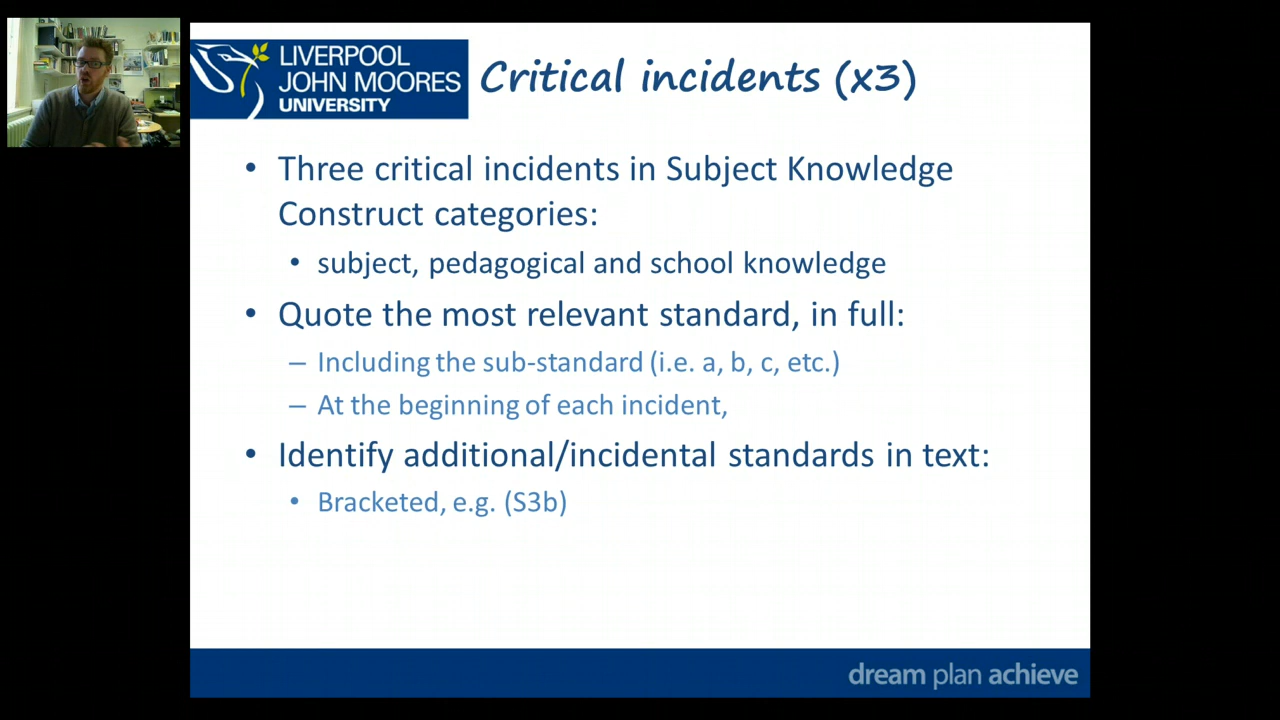 LIVERPOOL
JOHN MOORES
UNIVERSITY
Critical incidents (x3)
• Three critical incidents in Subject Knowledge
Construct categories:
• subject, pedagogical and school knowledge
• Quote the most relevant standard, in full:
– Including the sub-standard (i.e. a, b, c, etc.)
– At the beginning of each incident,
• Identify additional/incidental standards in text:
• Bracketed, e.g. (S3b)
dream plan achieve